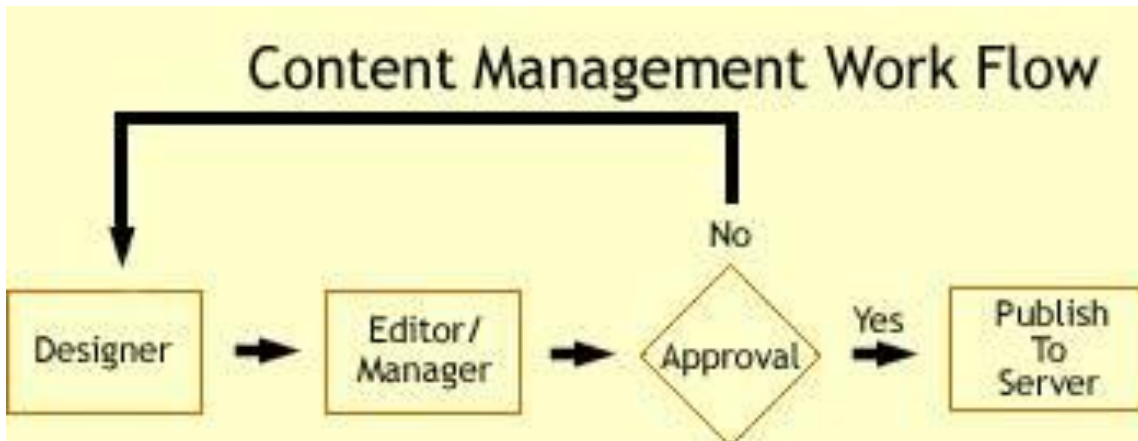 Content Management Work Flow
No
Designer
Editor/
Manager
Approval
Yes
Publish
To
Server